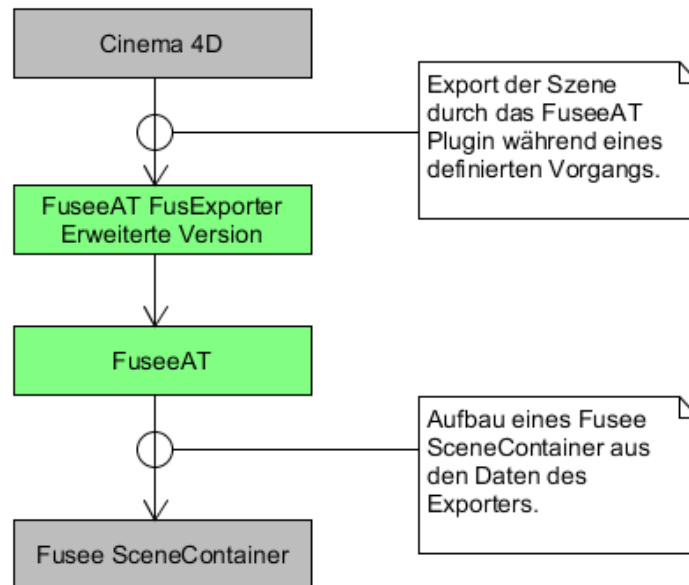 Cinema 4D
Export der Szene
durch das FuseeAT
Plugin während eines
definierten Vorgangs.
FuseeAT FusExporter
Erweiterte Version
FuseeAT
Aufbau eines Fusee
SceneContainer aus
den Daten des
Exporters.
Fusee SceneContainer